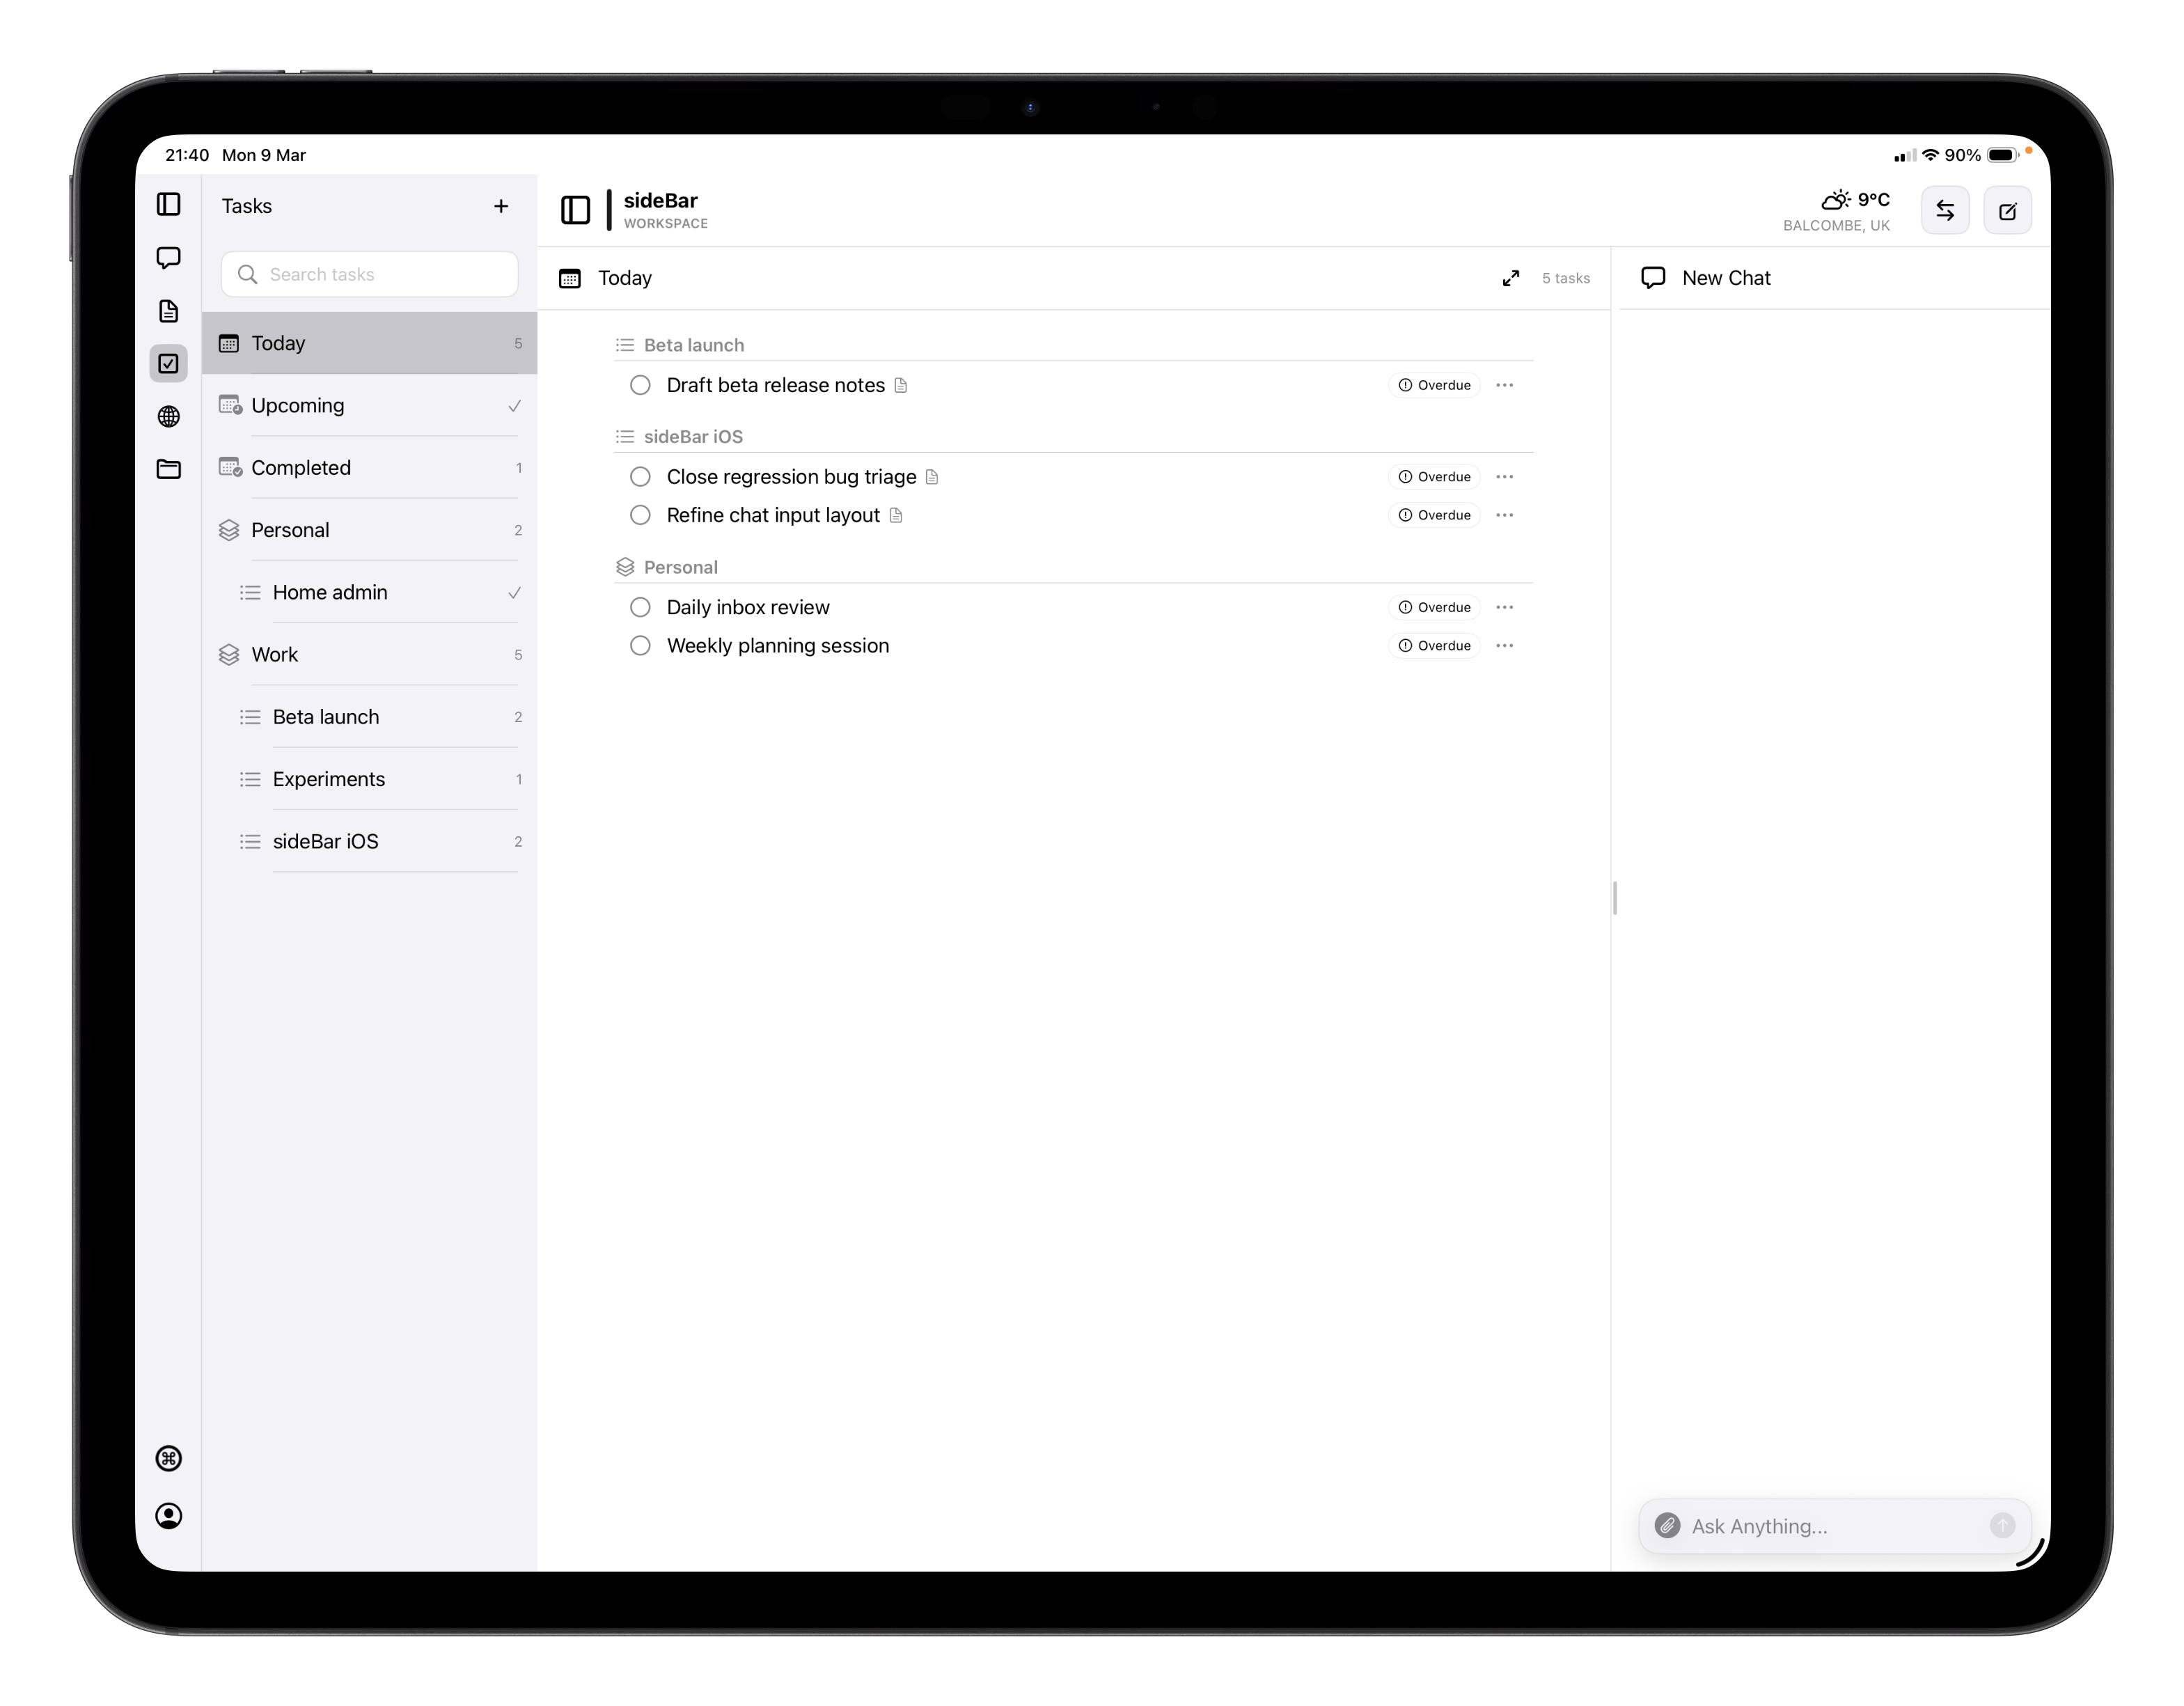 21:40 Mon 9 Mar
90%
Tasks
Search tasks
Today 5
Upcoming
Completed 1
Personal 2
Home admin
Work 5
Beta launch 2
Experiments 1
sideBar iOS 2
sideBar
WORKSPACE
9°C
BALCOMBE, UK
Today
5 tasks
Beta launch
Draft beta release notes Overdue
sideBar iOS
Close regression bug triage Overdue
Refine chat input layout Overdue
Personal
Daily inbox review Overdue
Weekly planning session Overdue
New Chat
Ask Anything...